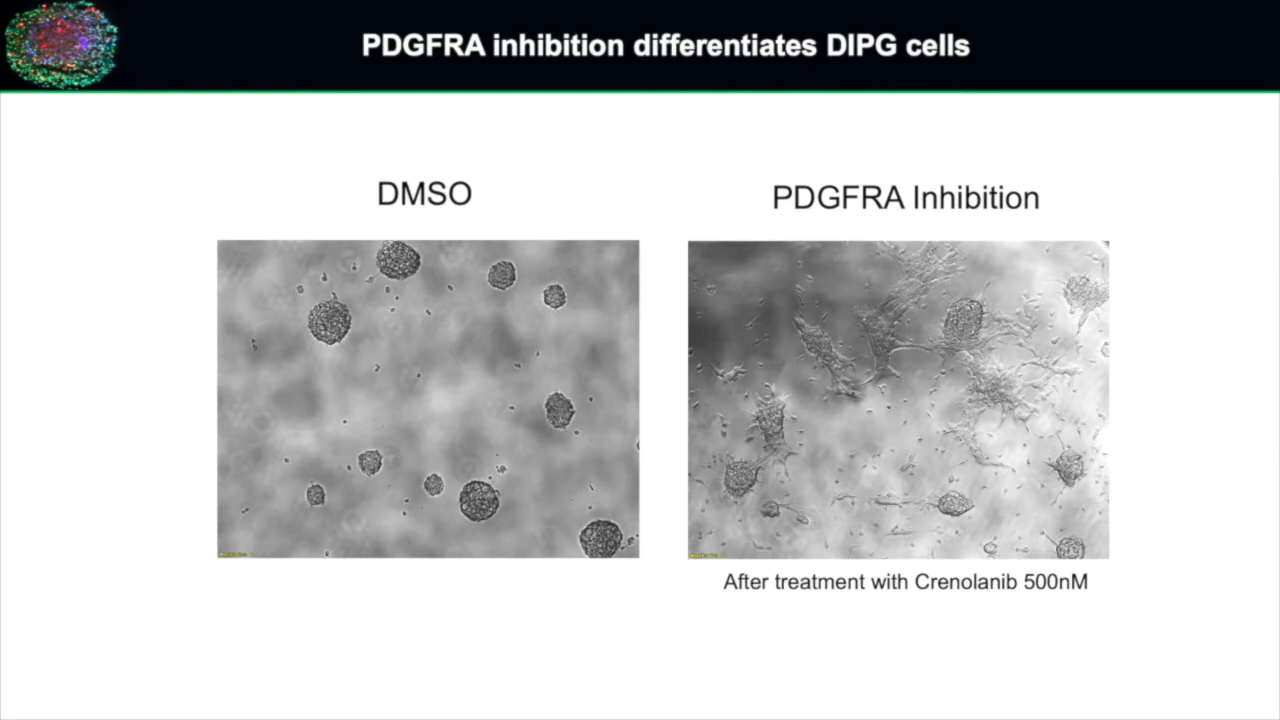 PDGFRA inhibition differentiates DIPG cells
DMSO
PDGFRA Inhibition
After treatment with Crenolanib 500nM